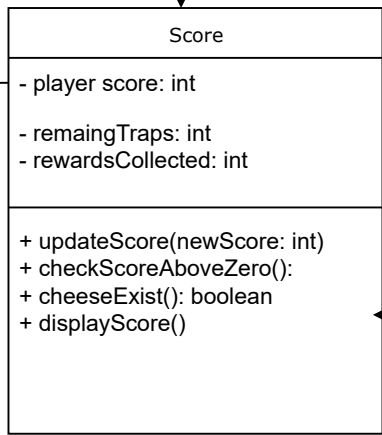 Score
- player score: int
- remaingTraps: int
- rewardsCollected: int
+ updateScore(newScore: int)
+ checkScoreAboveZero():
+ cheeseExist(): boolean
+ displayScore()